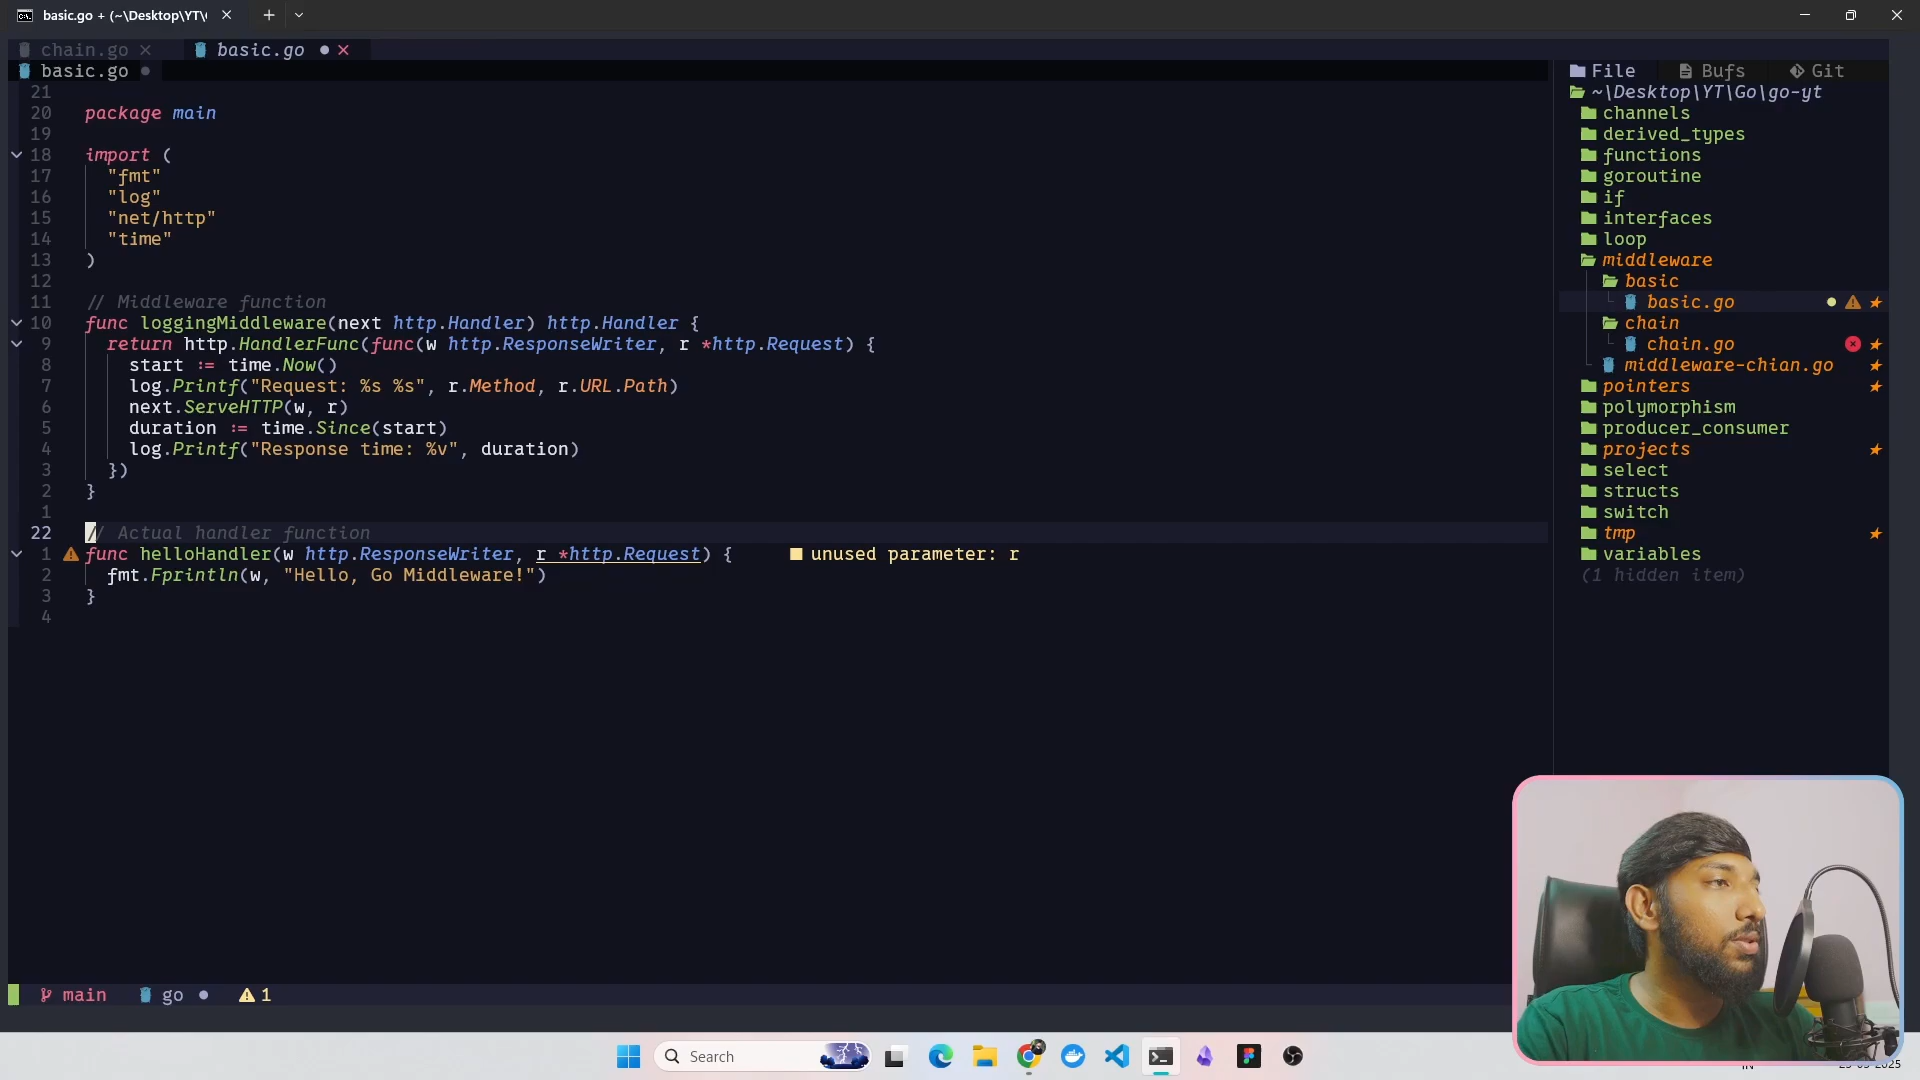 basic.go + (~\Desktop\YT\(
chain.go
basic.go
basic.go
21
20 package main
19
18 import (
17 "fmt"
16 "log"
15 "net/http"
14 "time"
13 )
12
11 // Middleware function
10 func loggingMiddleware(next http.Handler) http.Handler {
9 return http.HandlerFunc(func(w http.ResponseWriter, r *http.Request) {
8 start := time.Now()
7 log.Printf("Request: %s %s", r.Method, r.URL.Path)
6 next.ServeHTTP(w, r)
5 duration := time.Since(start)
4 log.Printf("Response time: %v", duration)
3 })
2 }
1
22 // Actual handler function
1 func helloHandler(w http.ResponseWriter, r *http.Request) { unused parameter: r
2 fmt.Fprintln(w, "Hello, Go Middleware!")
3 }
4
File Bufs Git
~\Desktop\YT\Go\go-yt
channels
derived_types
functions
goroutine
if
interfaces
loop
middleware
basic
basic.go
chain
chain.go
middleware-chian.go
pointers
polymorphism
producer_consumer
projects
select
structs
switch
tmp
variables
(1 hidden item)
main go 1
Search